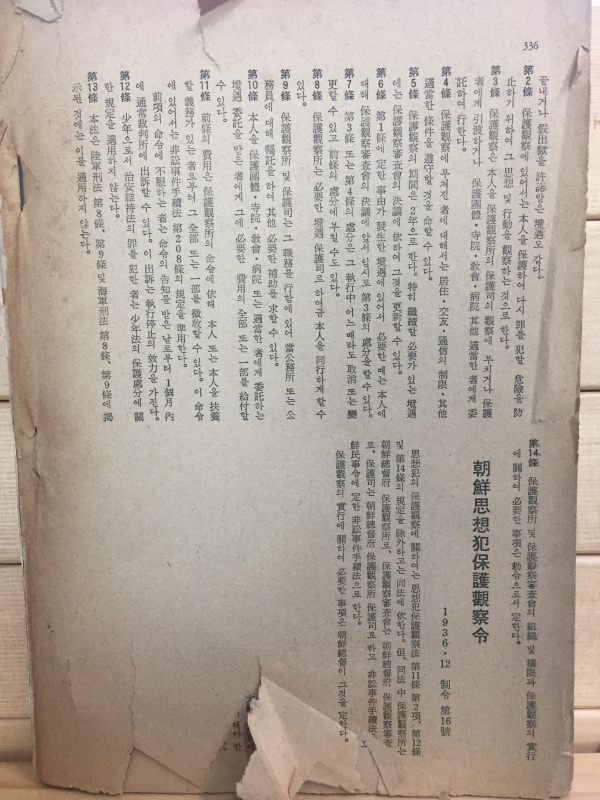 336
끝내거나 假出獄을 許許받은 境遇도 같다.
第2條 保護觀察에 있어서는 本人을 保護하여 다시 罪를 犯할 危險을 防
止하기 위하여 그 思想 및 行動을 觀察하는 것으로 한다.
第3條 保護觀察은 本人을 保護觀察所의 保護司의 觀察에 부치거나 保護
者에게 引渡하거나 保護團體·寺院·敎會·病院 其他 適當한 者에게 委
託하여 行한다.
第4條 保護觀察에 부쳐진 者에 대해서는 居住·交友·通信의 制限·其他
適當한 條件을 遵守할 것을 命할 수 있다.
第5條 保護觀察의 期間은 2年으로 한다. 特히 繼續할 必要가 있는 境遇
에는 保護觀察審査會의 決議에 依하여 그것을 更新할 수 있다.
第6條 第1條에 定한 事由가 發生한 境遇에 있어서 必要한 때는 本人에
대해 保護觀察審査會의 決議에 앞서 임시로 第3條의 處分을 할 수 있다.
第7條 第3條 또는 第4條의 處分은 그 執行中 어느 때라도 取消 또는 變
更할 수 있고 前條의 處分에 부칠 수도 있다.
第8條 保護觀察所는 必要한 境遇 保護司로 하여금 本人을 同行하게 할 수
있다.
第9條 保護觀察所 및 保護司는 그 職務를 行함에 있어 當公務所 또는 公
務員에 대해 囑託을 하여 其他 必要한 補助를 求할 수 있다.
第10條 本人을 保護團體·寺院·敎會·病院 또는 適當한 者에게 委託하는
境遇 委託을 받은 者에게 그에 必要한 費用의 全部 또는 一部를 給付할
수 있다.
第11條 前條의 費用은 保護觀察所의 命令에 依해 本人 또는 本人을 扶養
할 義務가 있는 者로부터 그 全部 또는 一部를 徵收할 수 있다. 이 命令
에 있어서는 非訟事件手續法 第208條의 規定을 準用한다.
前項의 命令에 不服하는 者는 命令의 告知를 받은 날로부터 1個月 內
에 通常裁判所에 出訴할 수 있다. 이 出訴는 執行停止의 效力을 가진다.
第12條 少年으로서 治安維持法의 罪를 犯한 者는 少年法의 保護處分에 關
한 規定을 適用하지 않는다.
第13條 本法은 陸軍刑法 第8條、第9條 및 海軍刑法 第8條、第9條에 揭
示된 것에는 이를 適用하지 않는다.
第14條 保護觀察所 및 保護觀察審査會의 組織 및 權限과 保護觀察의 實行
에 關하여 必要한 事項은 勅令으로서 定한다.
朝鮮思想犯保護觀察令
1936·12 制令 第16號
思想犯의 保護觀察에 關하여는 思想犯保護觀察法 第11條 第2項、第12條
및 第14條의 規定을 除外하고는 同法에 依한다. 但、同法 中 保護觀察所는
朝鮮總督府 保護觀察所로、保護觀察審査會는 朝鮮總督府 保護觀察審査
로、保護司는 朝鮮總督府 保護觀察所 保護司로 하고 非訟事件手續法、
鮮民事令에 定한 非訟事件手續法으로 한다.
保護觀察의 實行에 關하여 必要한 事項은 朝鮮總督이 그것을 定한다.
해야 한